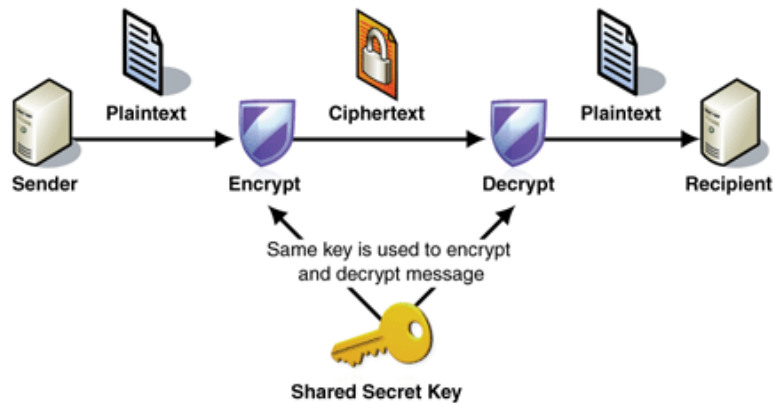 Plaintext
Ciphertext
Plaintext
Sender
Encrypt
Decrypt
Recipient
Same key is used to encrypt
and decrypt message
Shared Secret Key